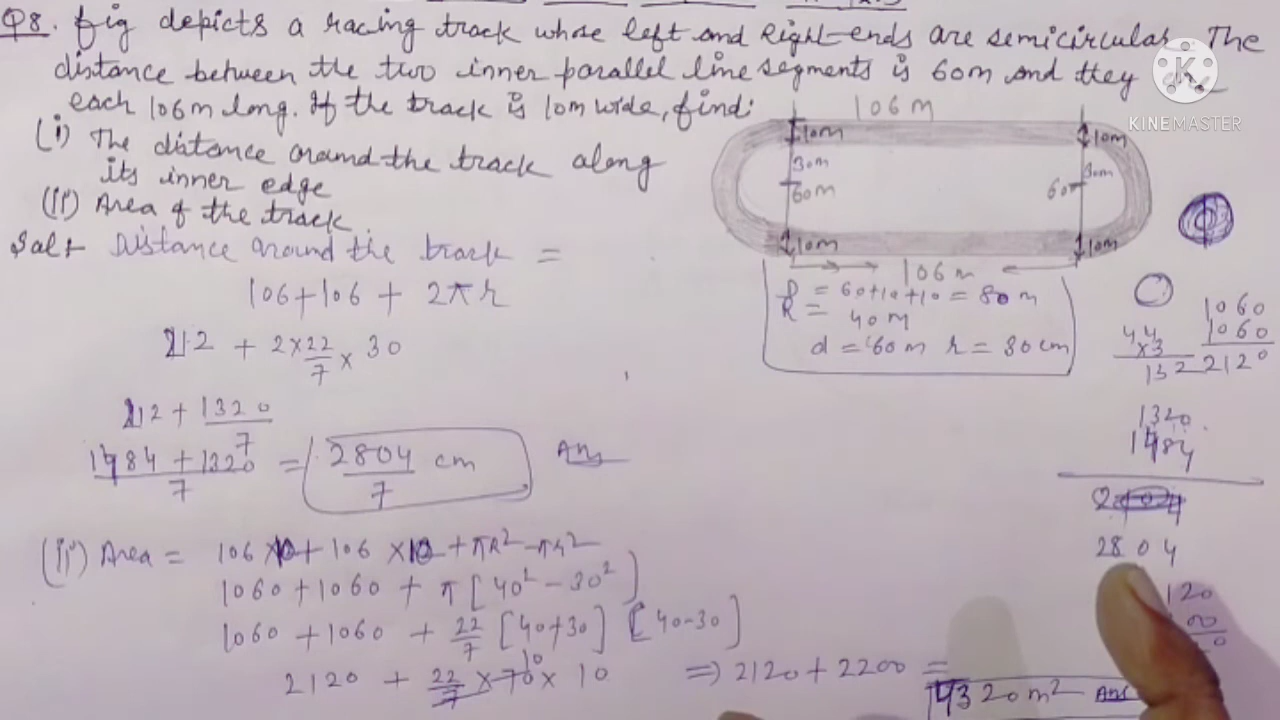 Q8. Fig depicts a racing track whose left and Right ends are semicircular. The
distance between the two inner parallel line segments is 60m and they
each 106m long. If the track is 10m wide, find:
(i) The distance around the track along
its inner edge
(ii) Area of the track
106 m
10m
10m
30m
30m
60m
60m
10m
10m
106 m
D = 60+10+10 = 80 m
R = 40 m
d = 60 m r = 30 cm
KINEMASTER
Sol+ Distance around the track =
106+106 + 2πr
212 + 2×22/7 × 30
212 + 1320/7
1484 + 1320/7 = 2804/7 cm Ans
(ii) Area = 106 × 10 + 106 × 10 + πR² - πr²
1060 + 1060 + π [40² - 30²]
1060 + 1060 + 22/7 [40+30] [40-30]
2120 + 22/7 × 70 × 10 ⇒ 2120 + 2200 =
10
4320 m² Ans
44
×3
132
1060
1060
2120
1320
1484
2804